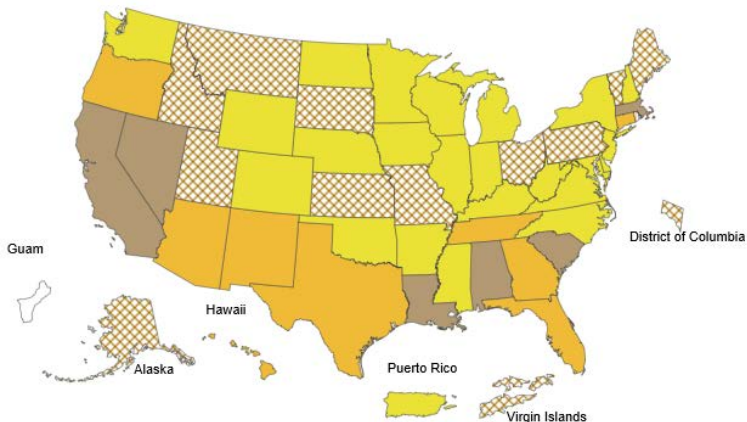 District of Columbia
Guam
Hawaii
Alaska
Puerto Rico
Virgin Islands